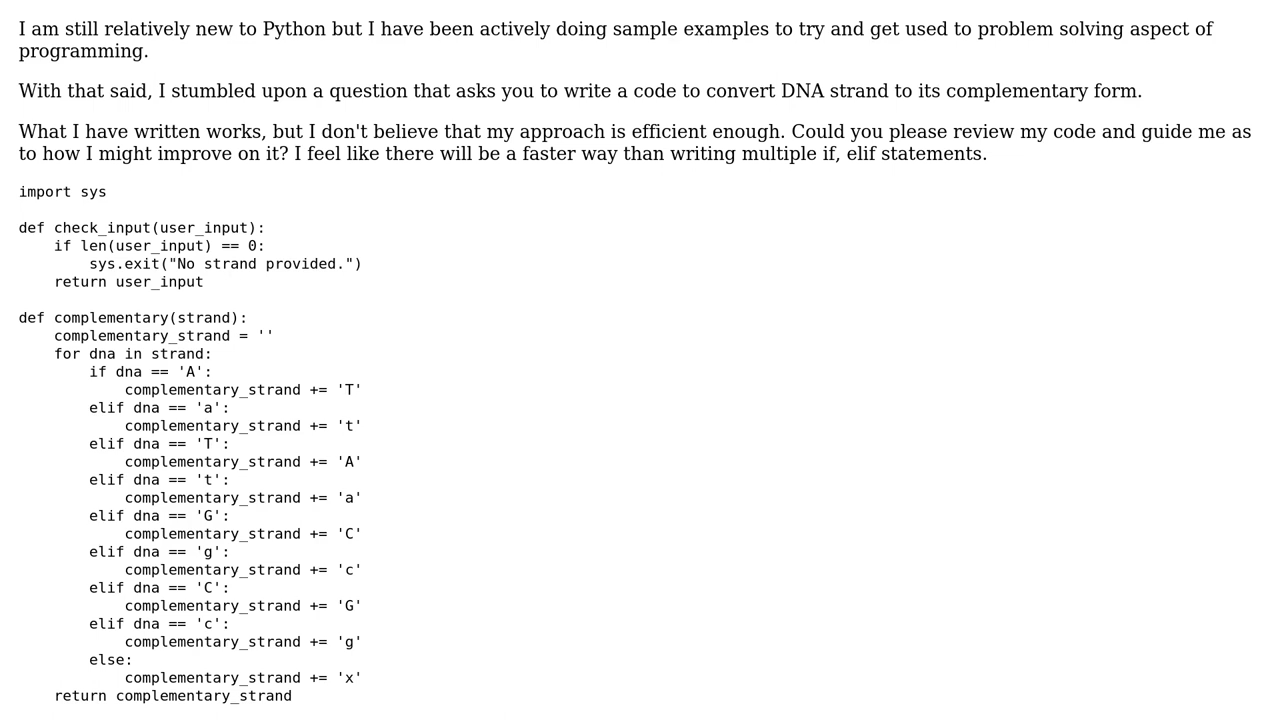 I am still relatively new to Python but I have been actively doing sample examples to try and get used to problem solving aspect of
programming.
With that said, I stumbled upon a question that asks you to write a code to convert DNA strand to its complementary form.
What I have written works, but I don't believe that my approach is efficient enough. Could you please review my code and guide me as
to how I might improve on it? I feel like there will be a faster way than writing multiple if, elif statements.
import sys
def check_input(user_input):
    if len(user_input) == 0:
        sys.exit("No strand provided.")
    return user_input
def complementary(strand):
    complementary_strand = ''
    for dna in strand:
        if dna == 'A':
            complementary_strand += 'T'
        elif dna == 'a':
            complementary_strand += 't'
        elif dna == 'T':
            complementary_strand += 'A'
        elif dna == 't':
            complementary_strand += 'a'
        elif dna == 'G':
            complementary_strand += 'C'
        elif dna == 'g':
            complementary_strand += 'c'
        elif dna == 'C':
            complementary_strand += 'G'
        elif dna == 'c':
            complementary_strand += 'g'
        else:
            complementary_strand += 'x'
    return complementary_strand